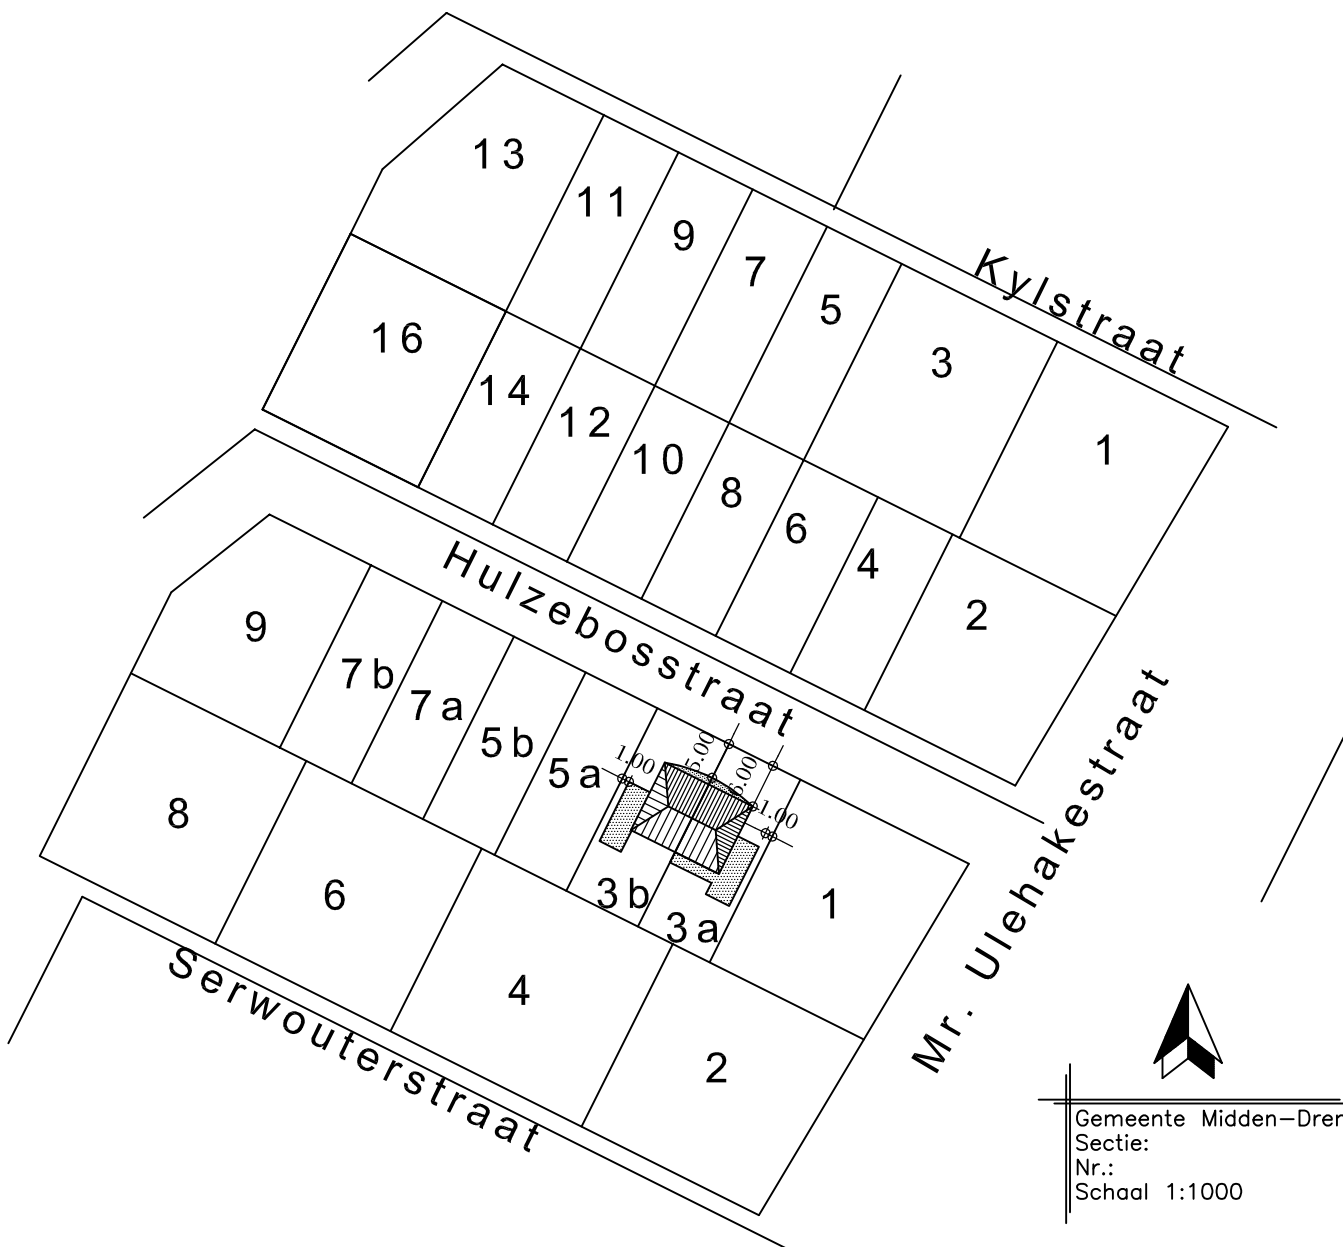 13
11
9
7
5
3
1
Kylstraat
16
14
12
10
8
6
4
2
Hulzebosstraat
9
7b
7a
5b
5a
3b
3a
1
1.00
5.00
6.00
1.00
Mr. Ulehakestraat
8
6
4
2
Serwouterstraat
Gemeente Midden-Dren
Sectie:
Nr.:
Schaal 1:1000